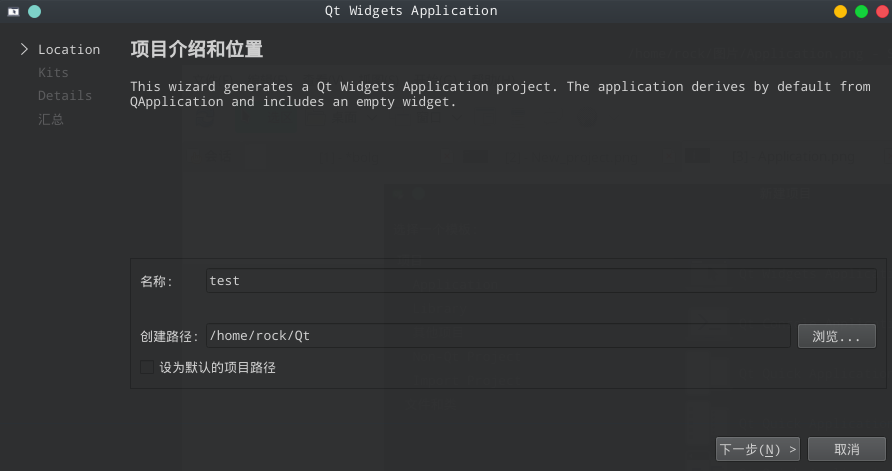 Qt Widgets Application
Location
Kits
Details
汇总
项目介绍和位置
This wizard generates a Qt Widgets Application project. The application derives by default from
QApplication and includes an empty widget.
名称：
test
创建路径：
/home/rock/Qt
浏览...
设为默认的项目路径
下一步(N) >
取消